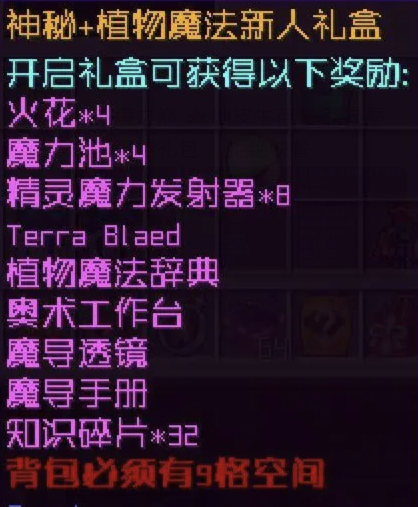 神秘+植物魔法新人礼盒
开启礼盒可获得以下奖励:
火花*4
魔力池*4
精灵魔力发射器*8
Terra Blaed
植物魔法辞典
奥术工作台
魔导透镜
魔导手册
知识碎片*32
背包必须有9格空间